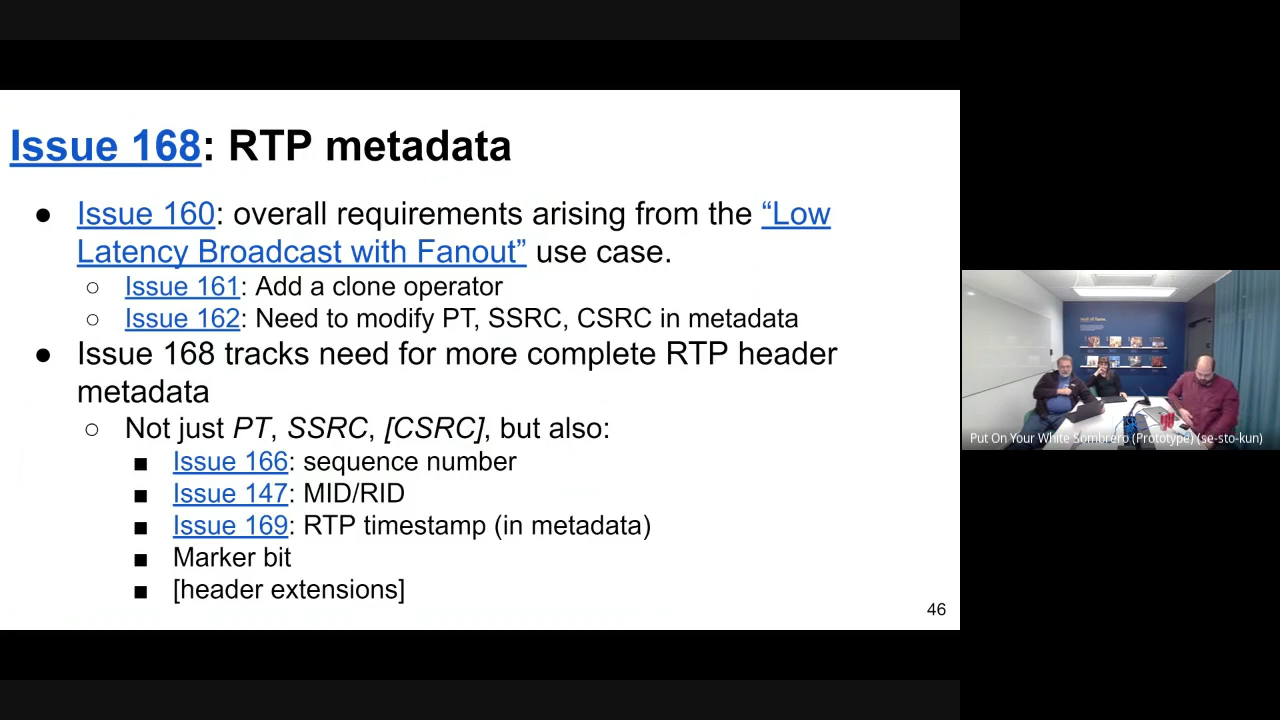 Issue 168: RTP metadata
● Issue 160: overall requirements arising from the “Low
Latency Broadcast with Fanout” use case.
○ Issue 161: Add a clone operator
○ Issue 162: Need to modify PT, SSRC, CSRC in metadata
● Issue 168 tracks need for more complete RTP header
metadata
○ Not just PT, SSRC, [CSRC], but also:
■ Issue 166: sequence number
■ Issue 147: MID/RID
■ Issue 169: RTP timestamp (in metadata)
■ Marker bit
■ [header extensions]
46
Put On Your White Sombrero (Prototype) (se-sto-kun)